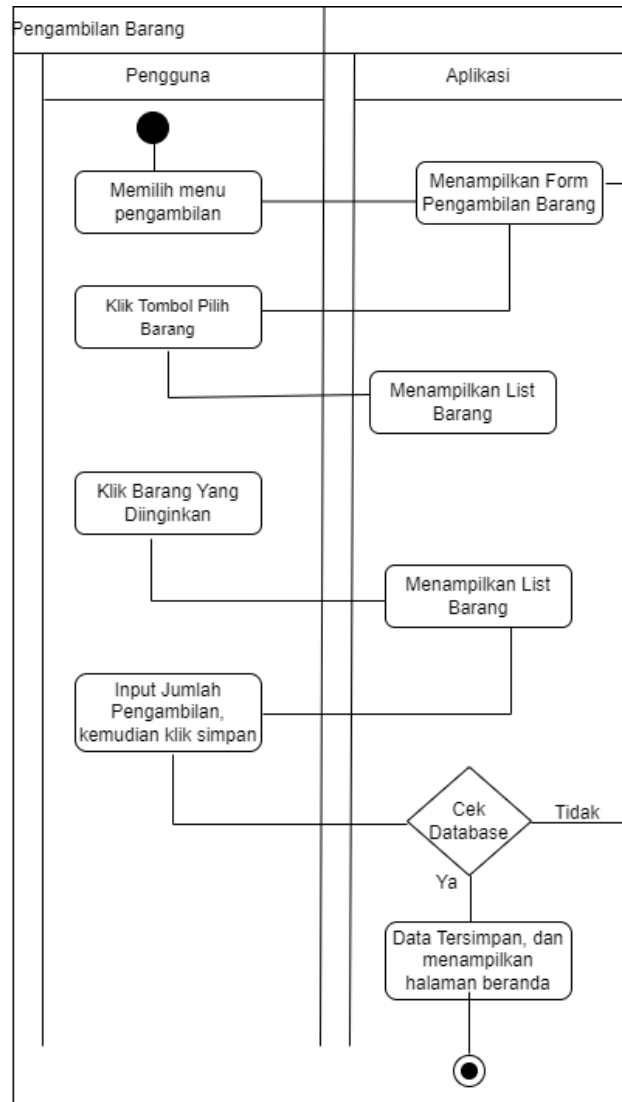 Pengambilan Barang
Pengguna
Aplikasi
Memilih menu
pengambilan
Menampilkan Form
Pengambilan Barang
Klik Tombol Pilih
Barang
Menampilkan List
Barang
Klik Barang Yang
Diinginkan
Menampilkan List
Barang
Input Jumlah
Pengambilan,
kemudian klik simpan
Cek
Database
Tidak
Ya
Data Tersimpan, dan
menampilkan
halaman beranda